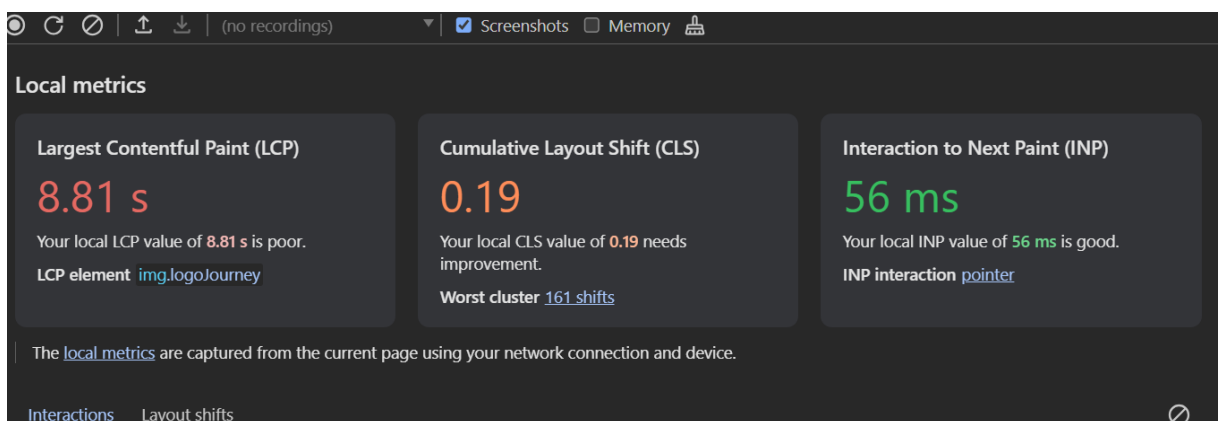 (no recordings) Screenshots Memory
Local metrics
Largest Contentful Paint (LCP)
8.81 s
Your local LCP value of 8.81 s is poor.
LCP element img.logoJourney
Cumulative Layout Shift (CLS)
0.19
Your local CLS value of 0.19 needs
improvement.
Worst cluster 161 shifts
Interaction to Next Paint (INP)
56 ms
Your local INP value of 56 ms is good.
INP interaction pointer
The local metrics are captured from the current page using your network connection and device.
Interactions Layout shifts